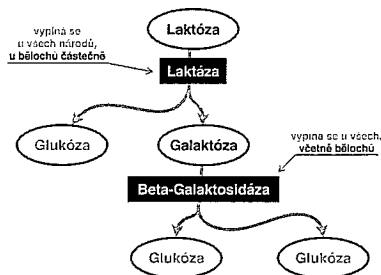 Laktóza
vypíná se
u všech národů,
u bělochů částečně
Laktáza
Glukóza
Galaktóza
vypíná se u všech,
včetně bělochů
Beta-Galaktosidáza
Glukóza
Glukóza